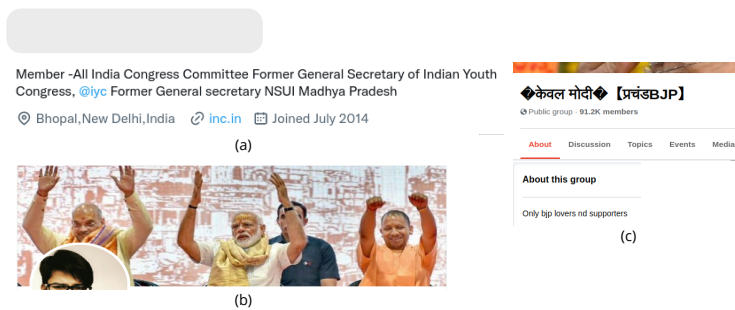 Member -All India Congress Committee Former General Secretary of Indian Youth
Congress, @iyc Former General secretary NSUI Madhya Pradesh
Bhopal,New Delhi,India inc.in Joined July 2014
(a)
(b)
�केवल मोदी�【प्रचंडBJP】
Public group · 91.2K members
About Discussion Topics Events Media
About this group
Only bjp lovers nd supporters
(c)